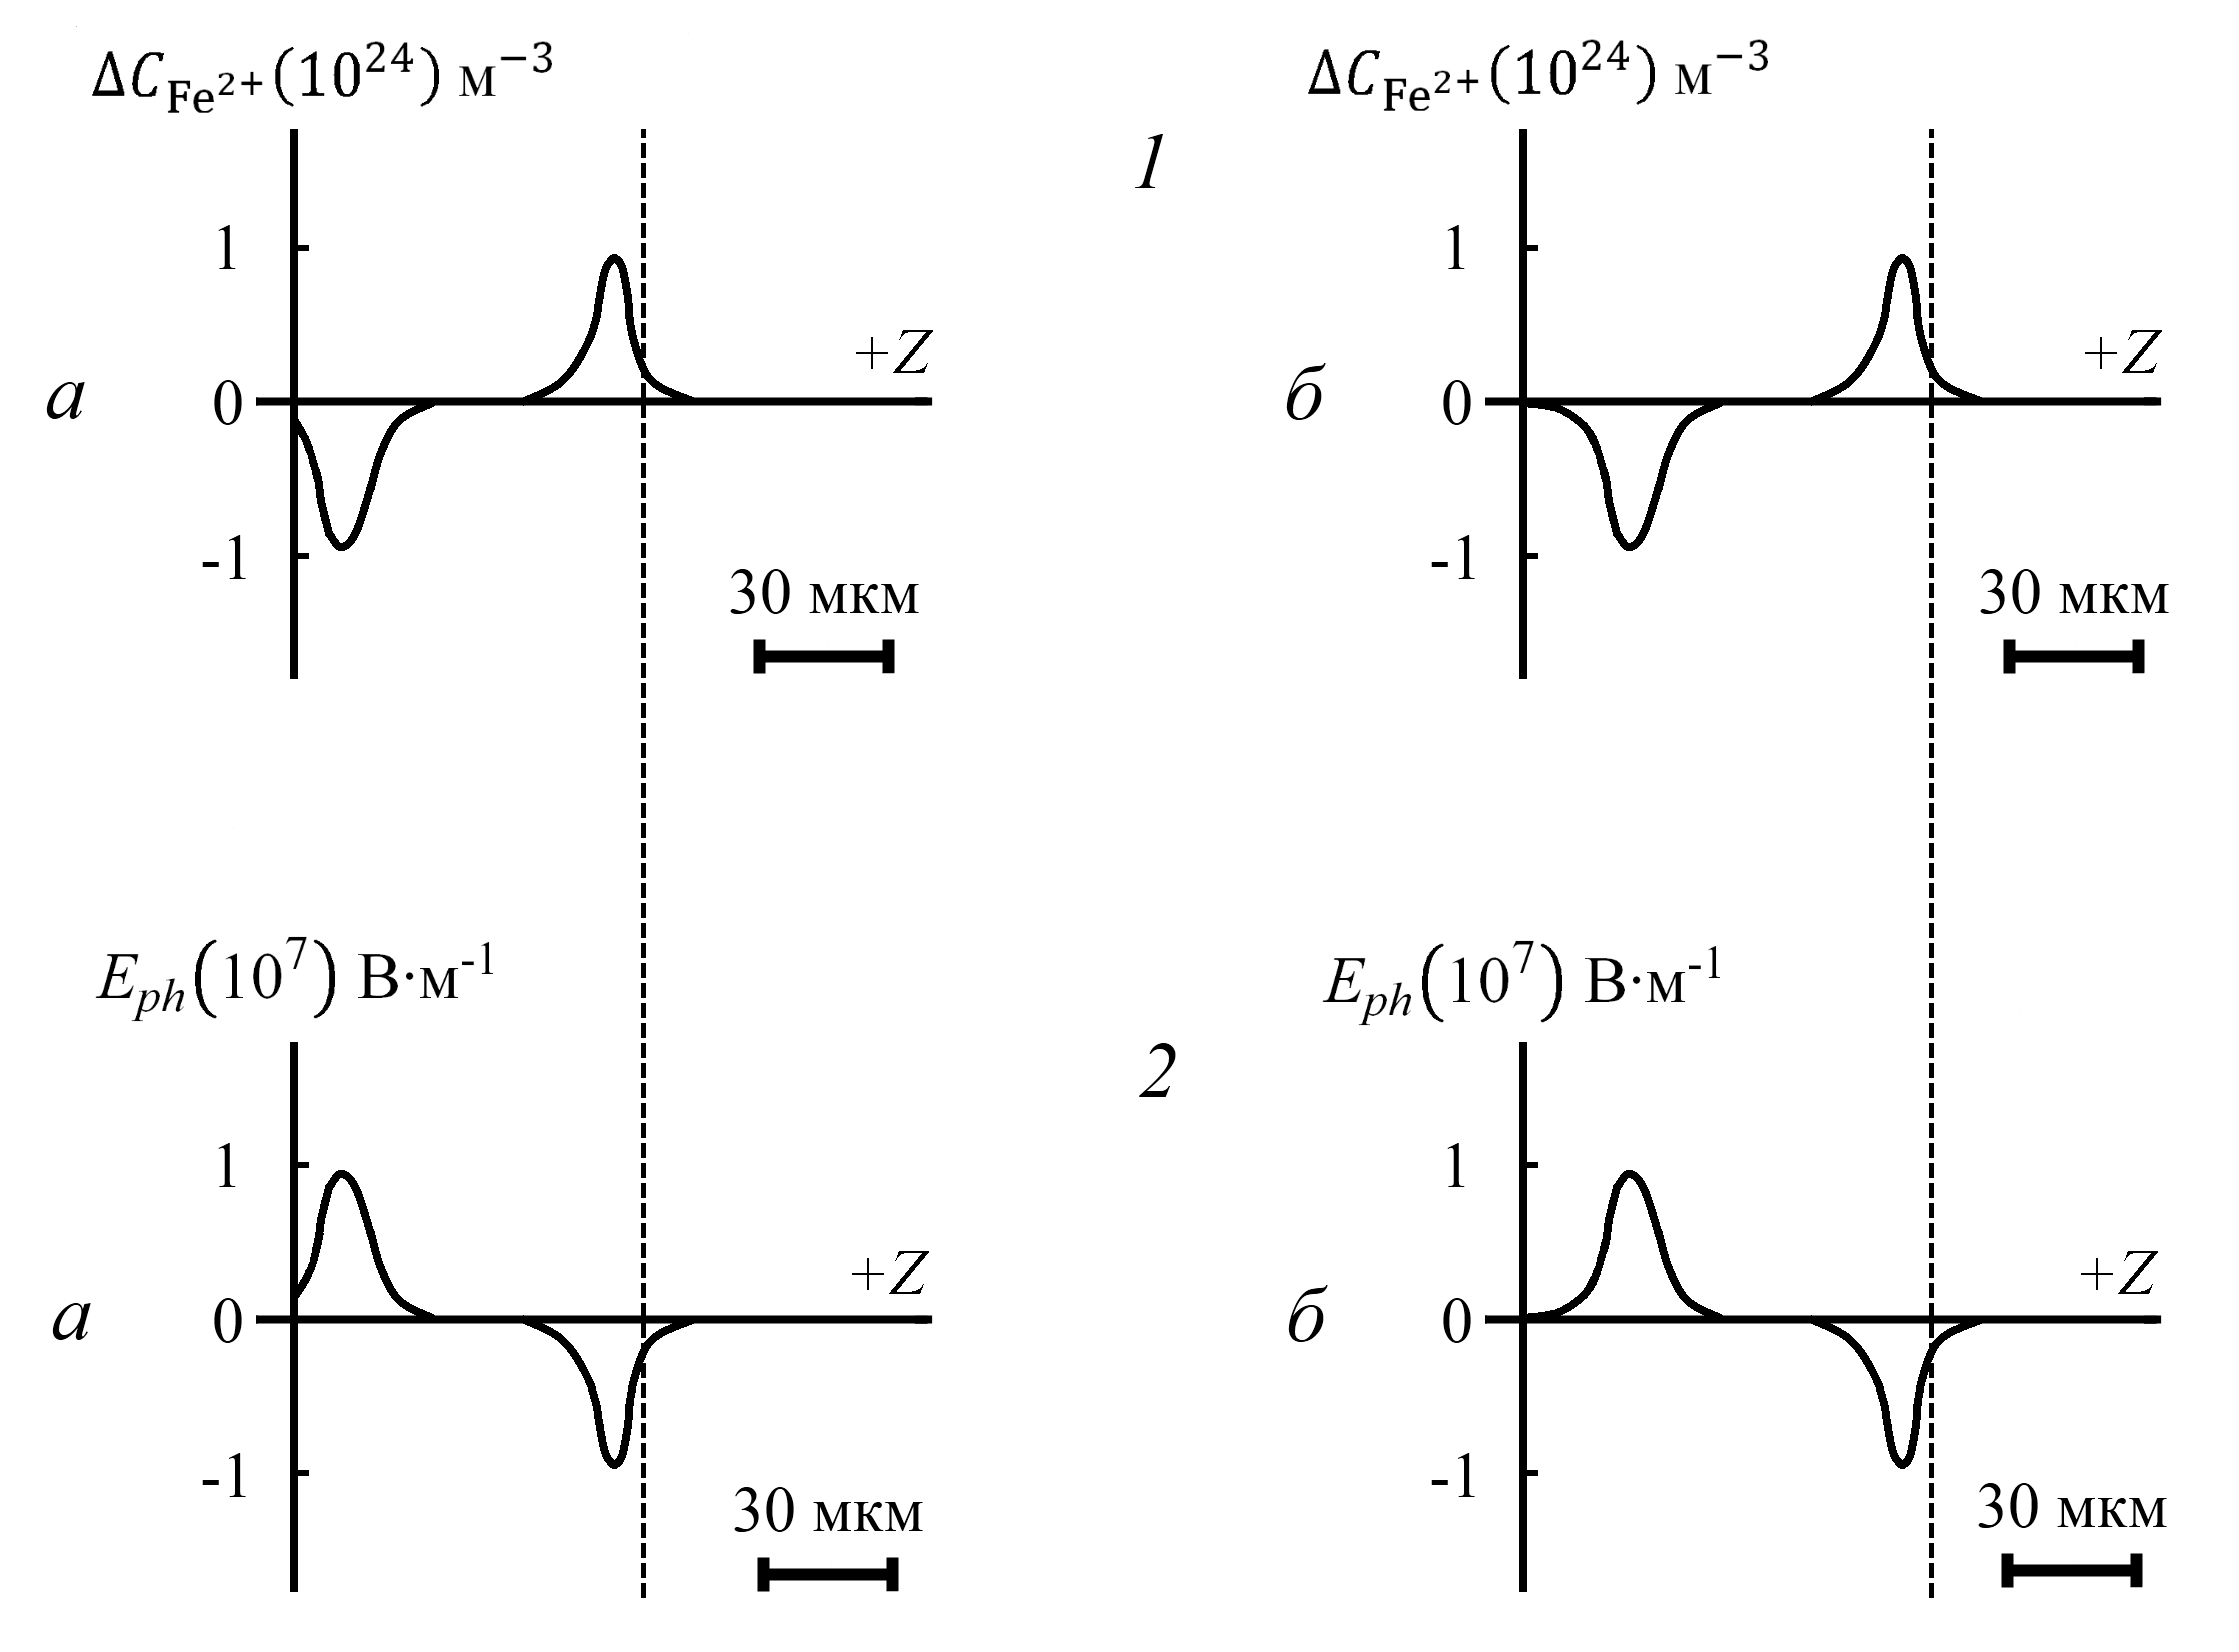 ΔC_Fe²⁺(10²⁴) м⁻³
1
0
-1
+Z
30 мкм
а
1
ΔC_Fe²⁺(10²⁴) м⁻³
1
0
-1
+Z
30 мкм
б
E_ph(10⁷) В·м⁻¹
1
0
-1
+Z
30 мкм
а
2
E_ph(10⁷) В·м⁻¹
1
0
-1
+Z
30 мкм
б